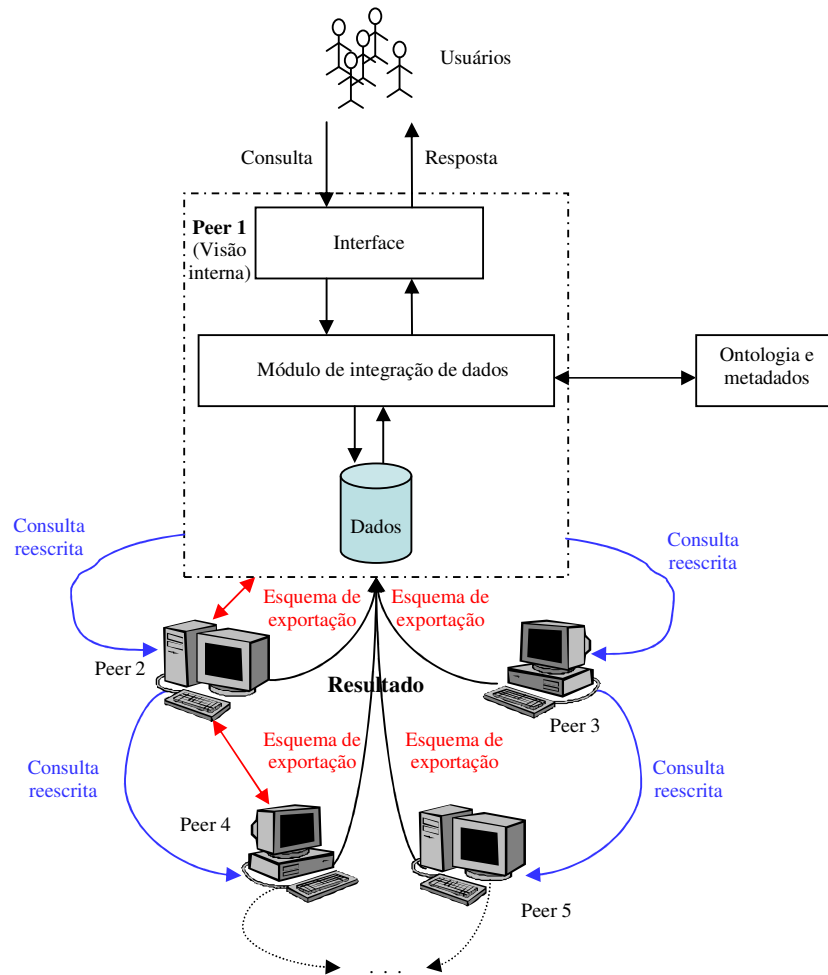 Usuários
Consulta
Resposta
Peer 1
(Visão
interna)
Interface
Módulo de integração de dados
Ontologia e
metadados
Dados
Consulta
reescrita
Consulta
reescrita
Esquema de
exportação
Esquema de
exportação
Peer 2
Resultado
Peer 3
Consulta
reescrita
Esquema de
exportação
Esquema de
exportação
Consulta
reescrita
Peer 4
Peer 5
. . .